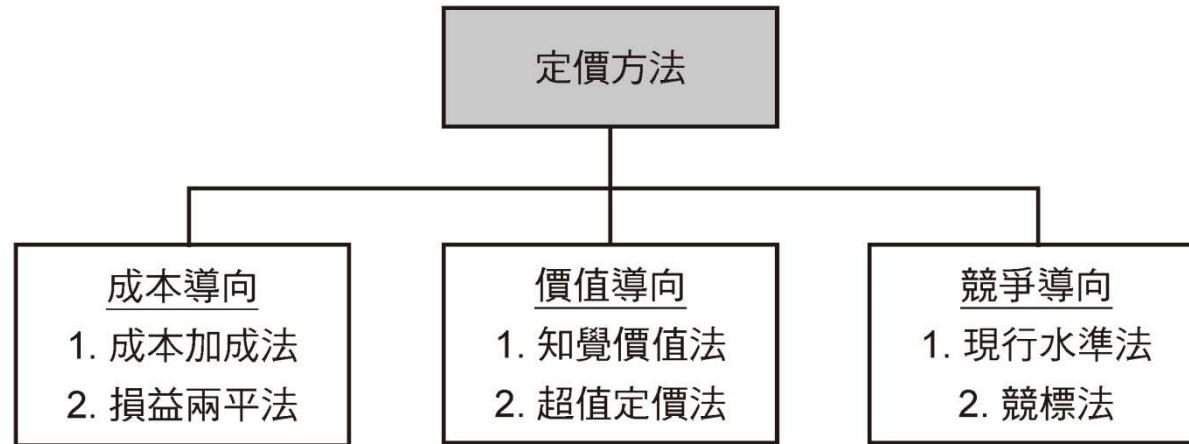 定價方法
成本導向
1. 成本加成法
2. 損益兩平法
價值導向
1. 知覺價值法
2. 超值定價法
競爭導向
1. 現行水準法
2. 競標法